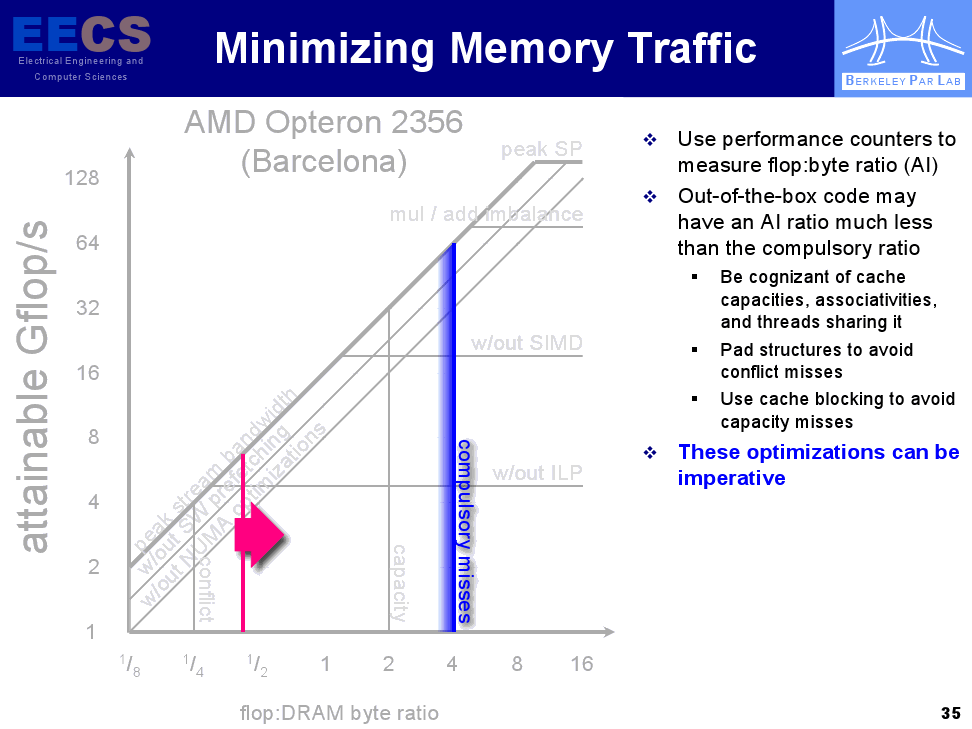 EECS
Electrical Engineering and
Computer Sciences
Minimizing Memory Traffic
BERKELEY PAR LAB
AMD Opteron 2356
(Barcelona)
attainable Gflop/s
128
64
32
16
8
4
2
1
peak SP
mul / add imbalance
w/out SIMD
w/out ILP
peak stream bandwidth
w/out SW prefetching
w/out NUMA optimizations
conflict
capacity
compulsory misses
1/8 1/4 1/2 1 2 4 8 16
flop:DRAM byte ratio
❖ Use performance counters to
measure flop:byte ratio (AI)
❖ Out-of-the-box code may
have an AI ratio much less
than the compulsory ratio
▪ Be cognizant of cache
capacities, associativities,
and threads sharing it
▪ Pad structures to avoid
conflict misses
▪ Use cache blocking to avoid
capacity misses
❖ These optimizations can be
imperative
35